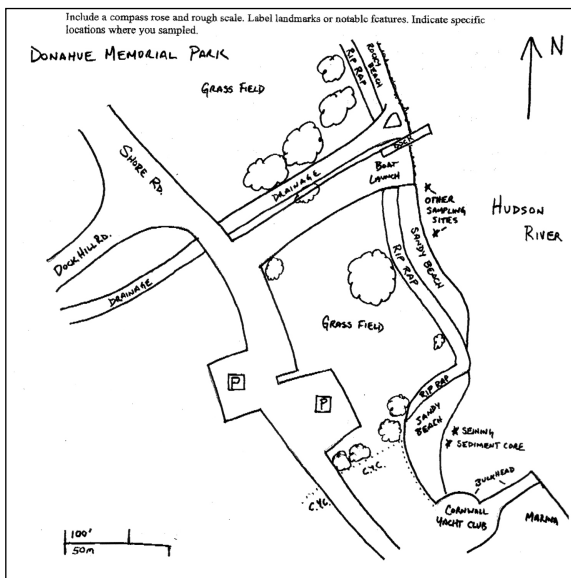 Include a compass rose and rough scale. Label landmarks or notable features. Indicate specific
locations where you sampled.
DONAHUE MEMORIAL PARK
N
RIP RAP
ROCKY BEACH
GRASS FIELD
SHORE RD.
DOCK
DRAINAGE
BOAT
LAUNCH
OTHER
SAMPLING
SITES
HUDSON
RIVER
DOCK HILL RD.
DRAINAGE
RIP RAP
SANDY BEACH
GRASS FIELD
P
P
RIP RAP
SANDY
BEACH
SEINING
SEDIMENT CORE
C.Y.C.
C.Y.C.
BULKHEAD
CORNWALL
YACHT CLUB
MARINA
100'
50m